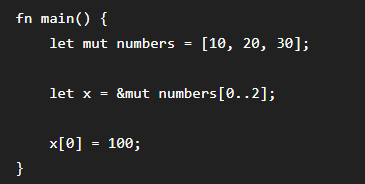 fn main() {
    let mut numbers = [10, 20, 30];

    let x = &mut numbers[0..2];

    x[0] = 100;
}